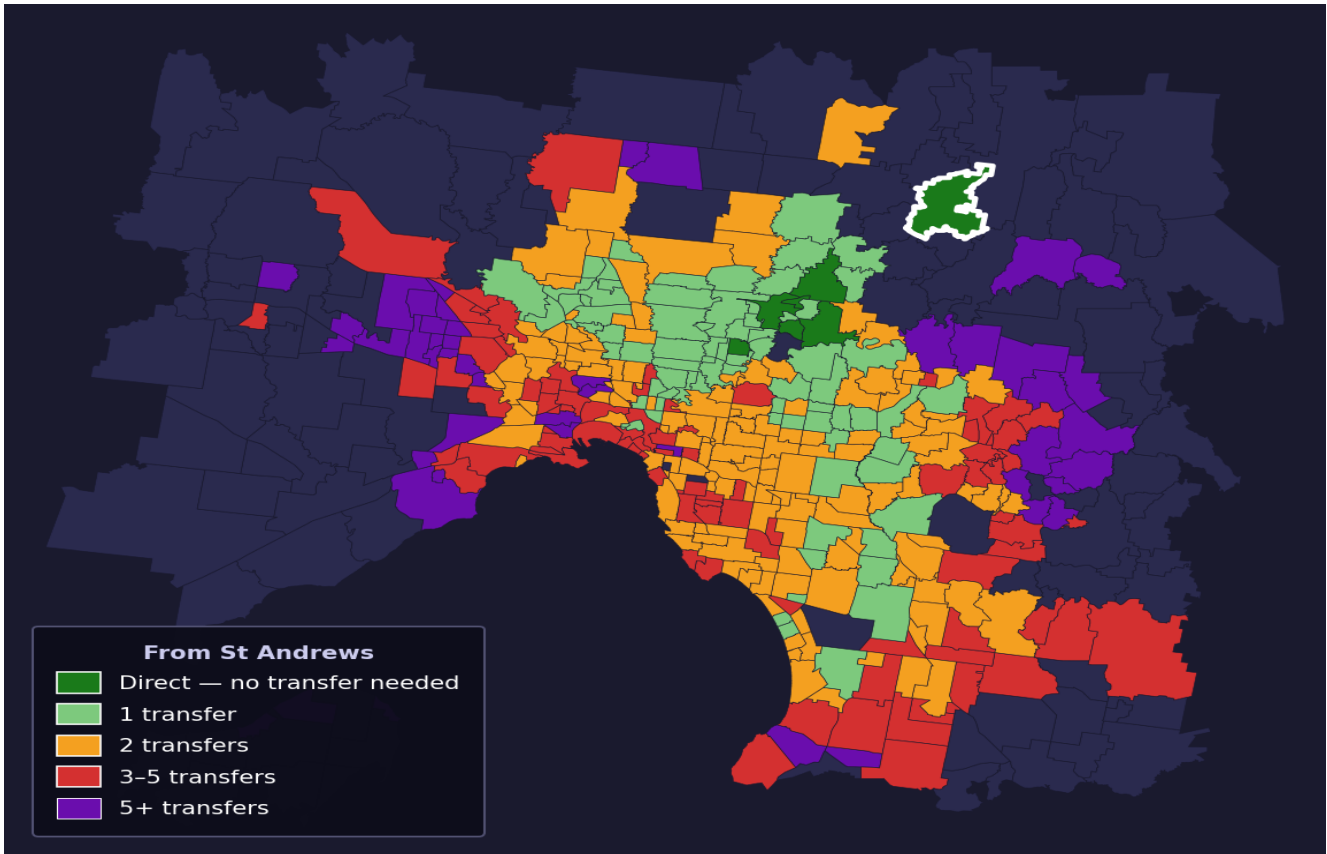 From St Andrews
Direct — no transfer needed
1 transfer
2 transfers
3–5 transfers
5+ transfers